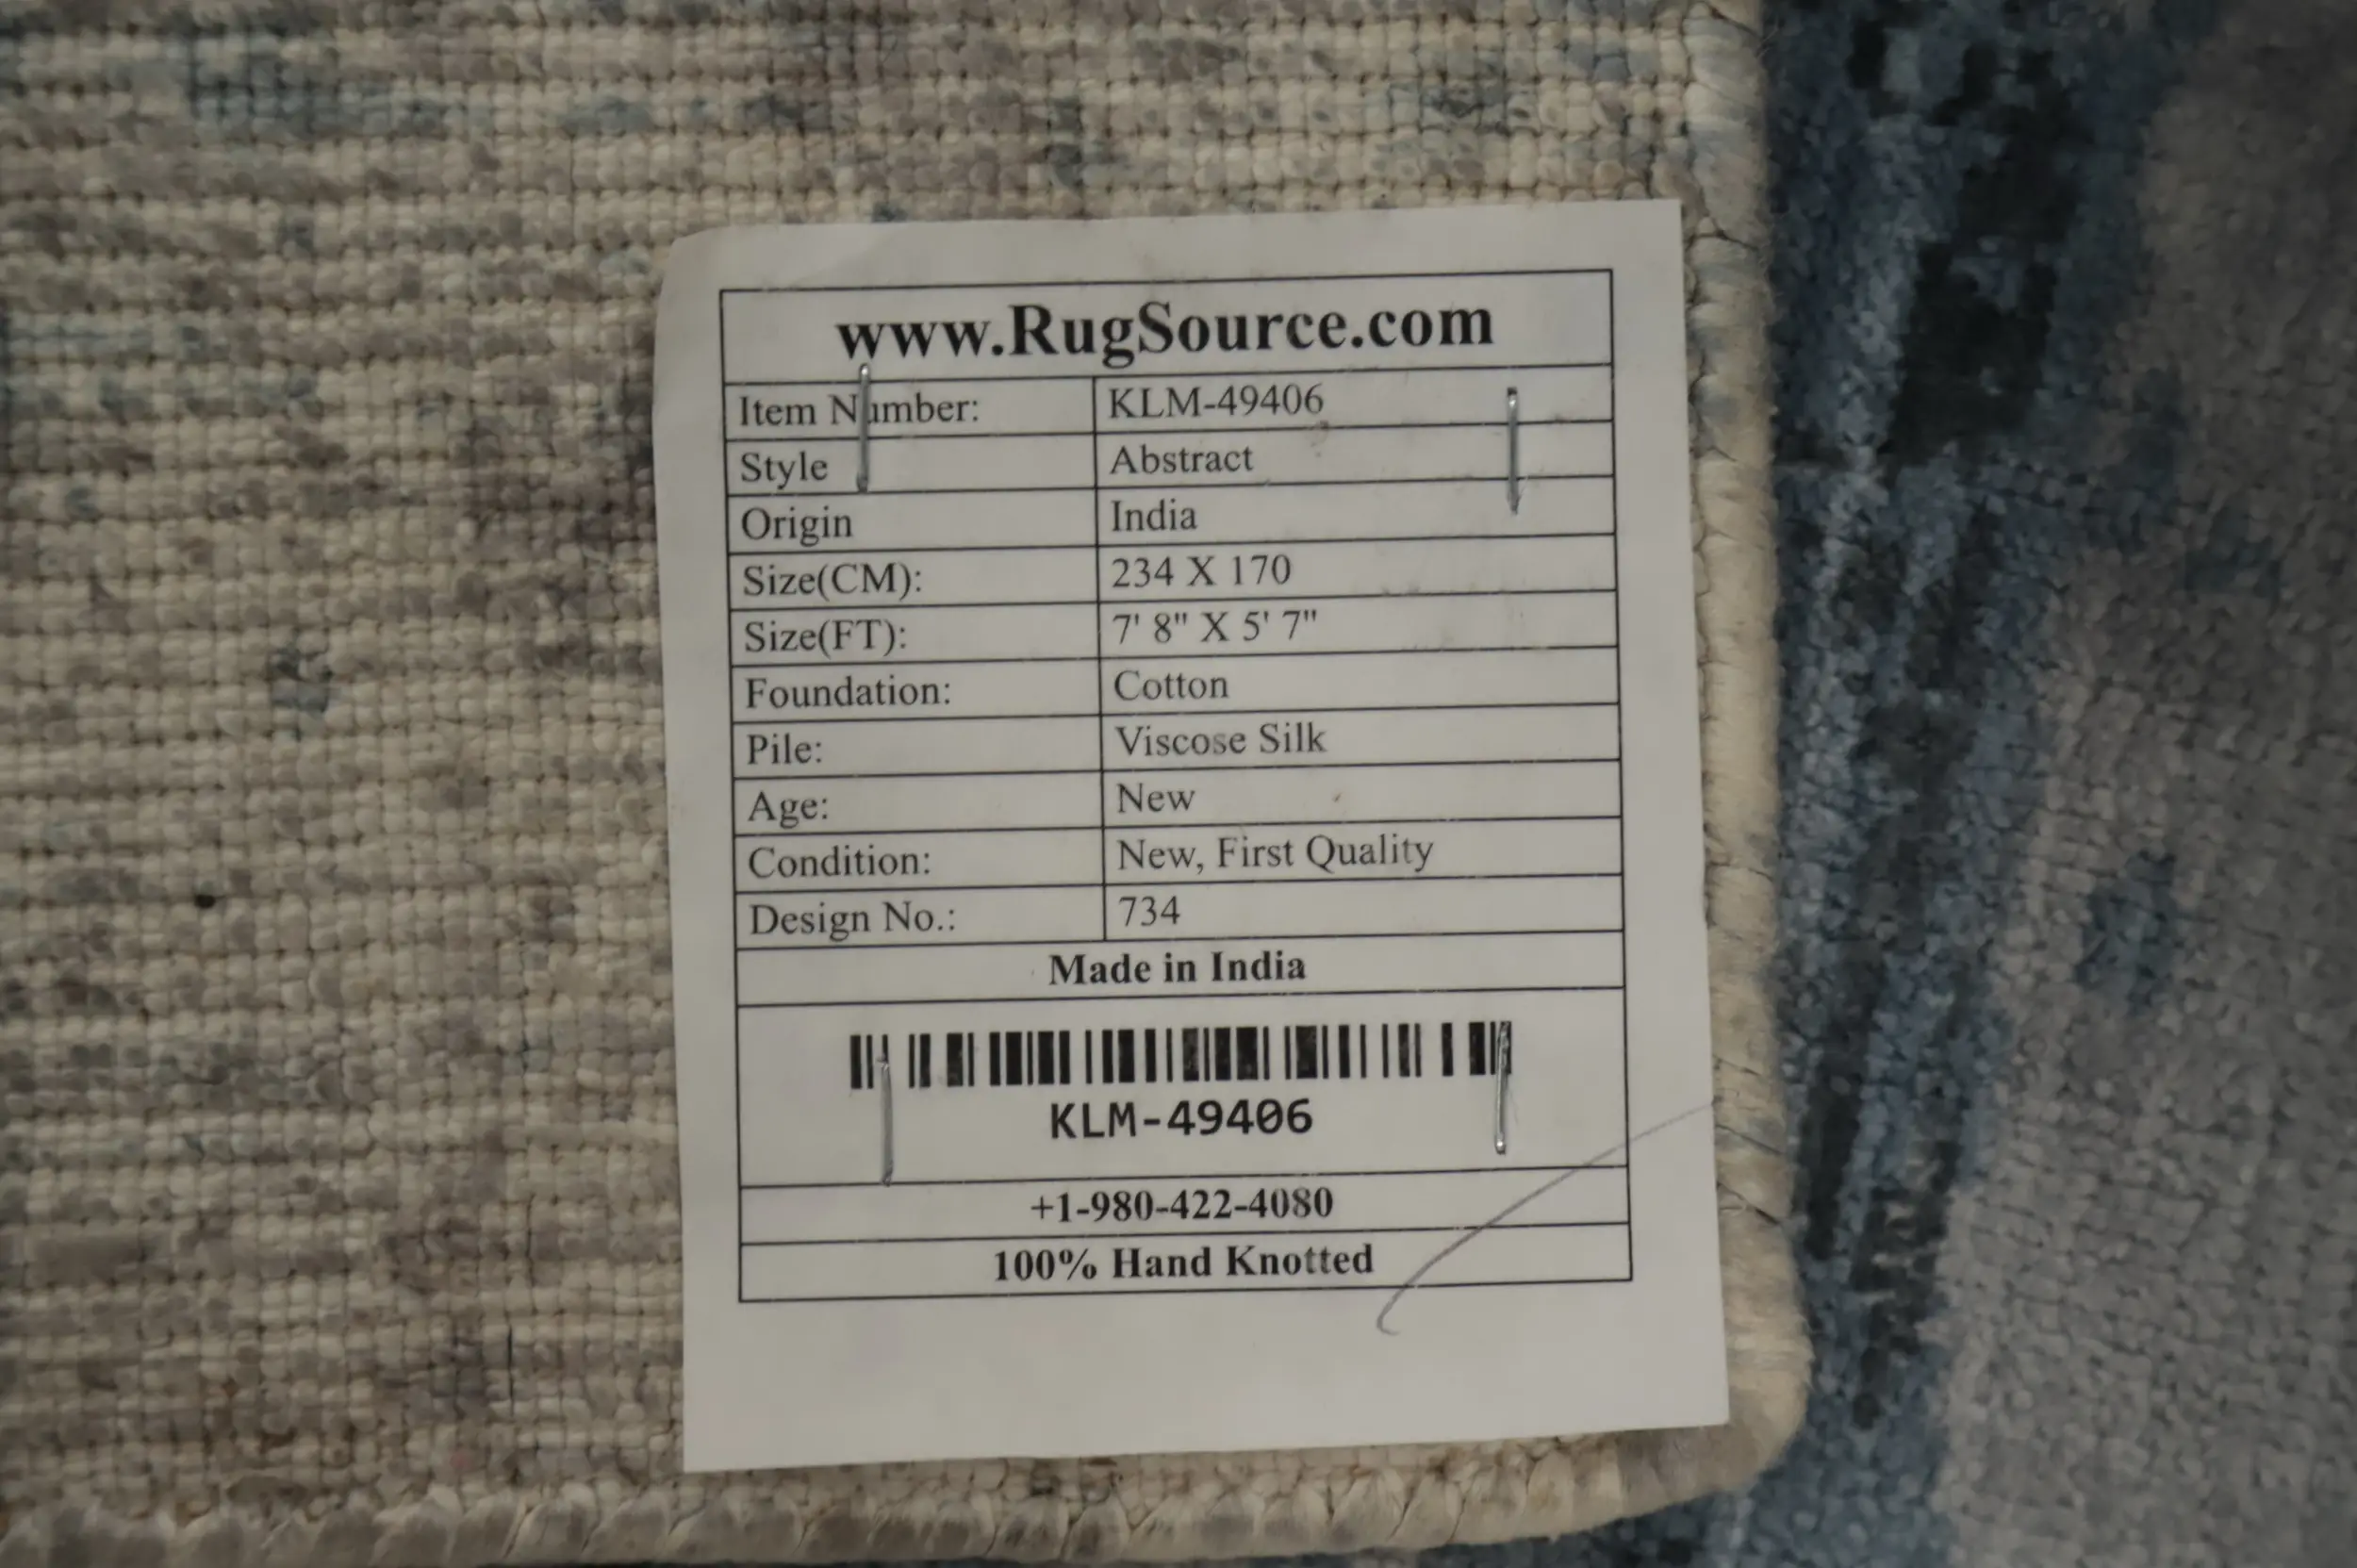 www.RugSource.com
Item Number: KLM-49406
Style Abstract
Origin India
Size(CM): 234 X 170
Size(FT): 7' 8" X 5' 7"
Foundation: Cotton
Pile: Viscose Silk
Age: New
Condition: New, First Quality
Design No.: 734
Made in India
KLM-49406
+1-980-422-4080
100% Hand Knotted